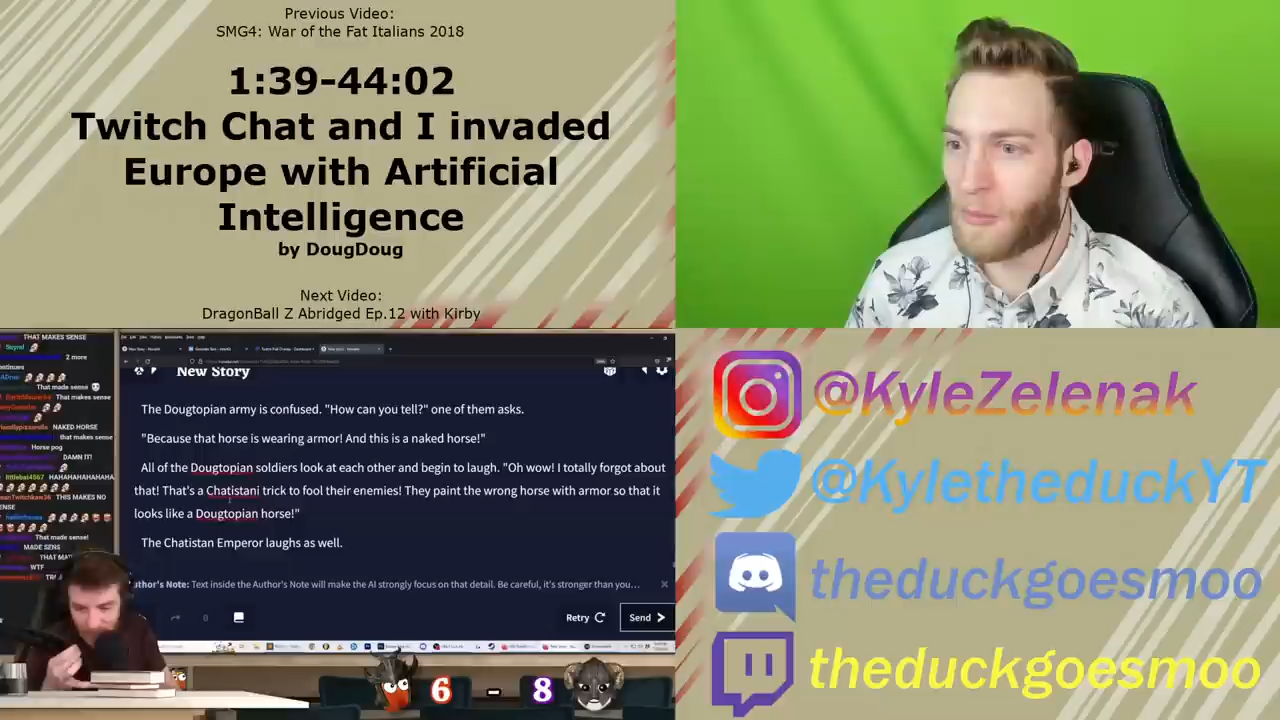 Previous Video:
SMG4: War of the Fat Italians 2018
1:39-44:02
Twitch Chat and I invaded
Europe with Artificial
Intelligence
by DougDoug
Next Video:
DragonBall Z Abridged Ep.12 with Kirby
THAT MAKES SENSE
2 more
That made sense
That makes sense
NAKED HORSE
that makes sense
Horse pog
DAMN IT!
HAHAHAHAHAHAHA
THIS MAKES NO
That made sense!
MADE SENS
WTF
New Story
The Dougtopian army is confused. "How can you tell?" one of them asks.
"Because that horse is wearing armor! And this is a naked horse!"
All of the Dougtopian soldiers look at each other and begin to laugh. "Oh wow! I totally forgot about
that! That's a Chatistani trick to fool their enemies! They paint the wrong horse with armor so that it
looks like a Dougtopian horse!"
The Chatistan Emperor laughs as well.
uthor's Note: Text inside the Author's Note will make the AI strongly focus on that detail. Be careful, it's stronger than you…
0
Retry
Send
6 - 8
@KyleZelenak
@KyletheduckYT
theduckgoesmoo
theduckgoesmoo